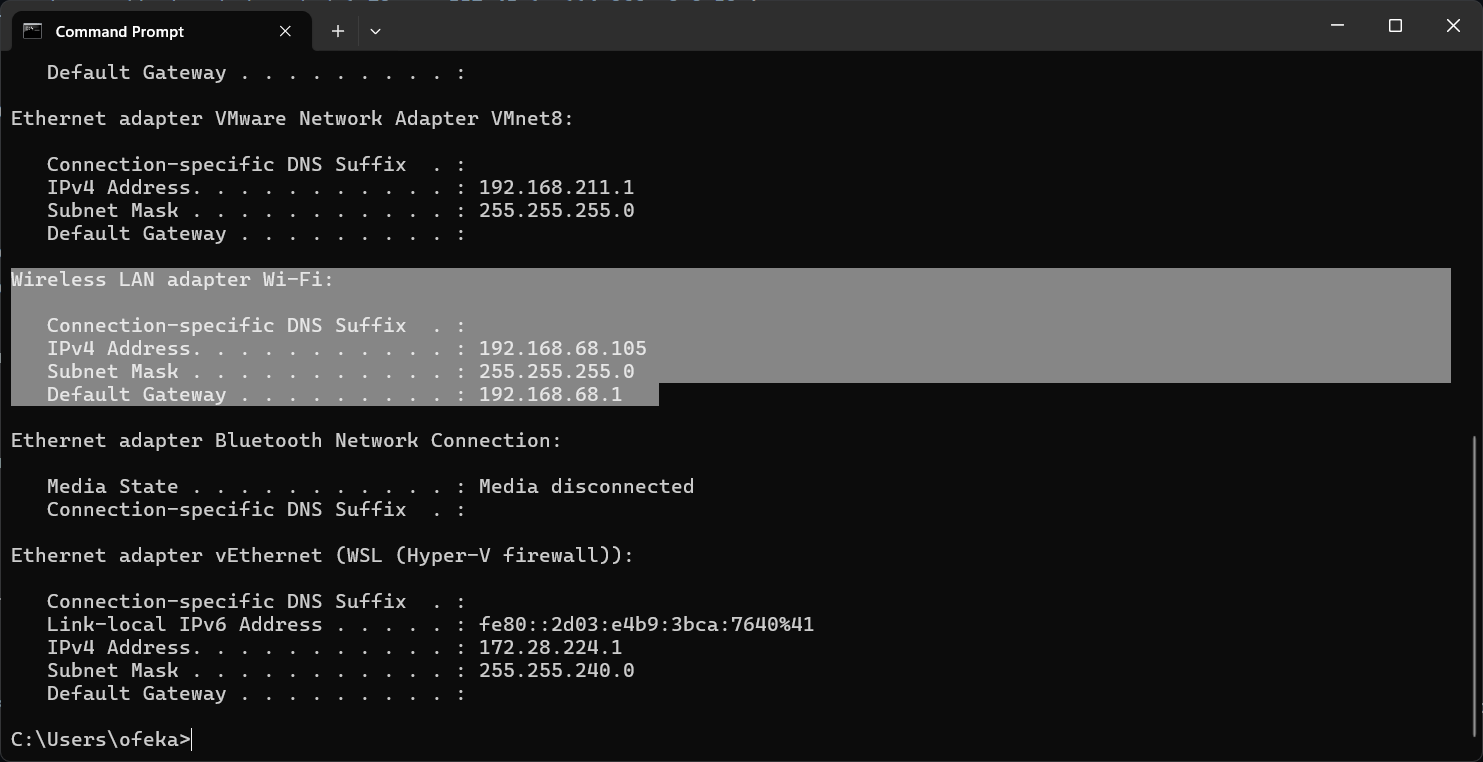 Command Prompt
Default Gateway . . . . . . . . . :
Ethernet adapter VMware Network Adapter VMnet8:
Connection-specific DNS Suffix  . :
IPv4 Address. . . . . . . . . . . : 192.168.211.1
Subnet Mask . . . . . . . . . . . : 255.255.255.0
Default Gateway . . . . . . . . . :
Wireless LAN adapter Wi-Fi:
Connection-specific DNS Suffix  . :
IPv4 Address. . . . . . . . . . . : 192.168.68.105
Subnet Mask . . . . . . . . . . . : 255.255.255.0
Default Gateway . . . . . . . . . : 192.168.68.1
Ethernet adapter Bluetooth Network Connection:
Media State . . . . . . . . . . . : Media disconnected
Connection-specific DNS Suffix  . :
Ethernet adapter vEthernet (WSL (Hyper-V firewall)):
Connection-specific DNS Suffix  . :
Link-local IPv6 Address . . . . . : fe80::2d03:e4b9:3bca:7640%41
IPv4 Address. . . . . . . . . . . : 172.28.224.1
Subnet Mask . . . . . . . . . . . : 255.255.240.0
Default Gateway . . . . . . . . . :
C:\Users\ofeka>